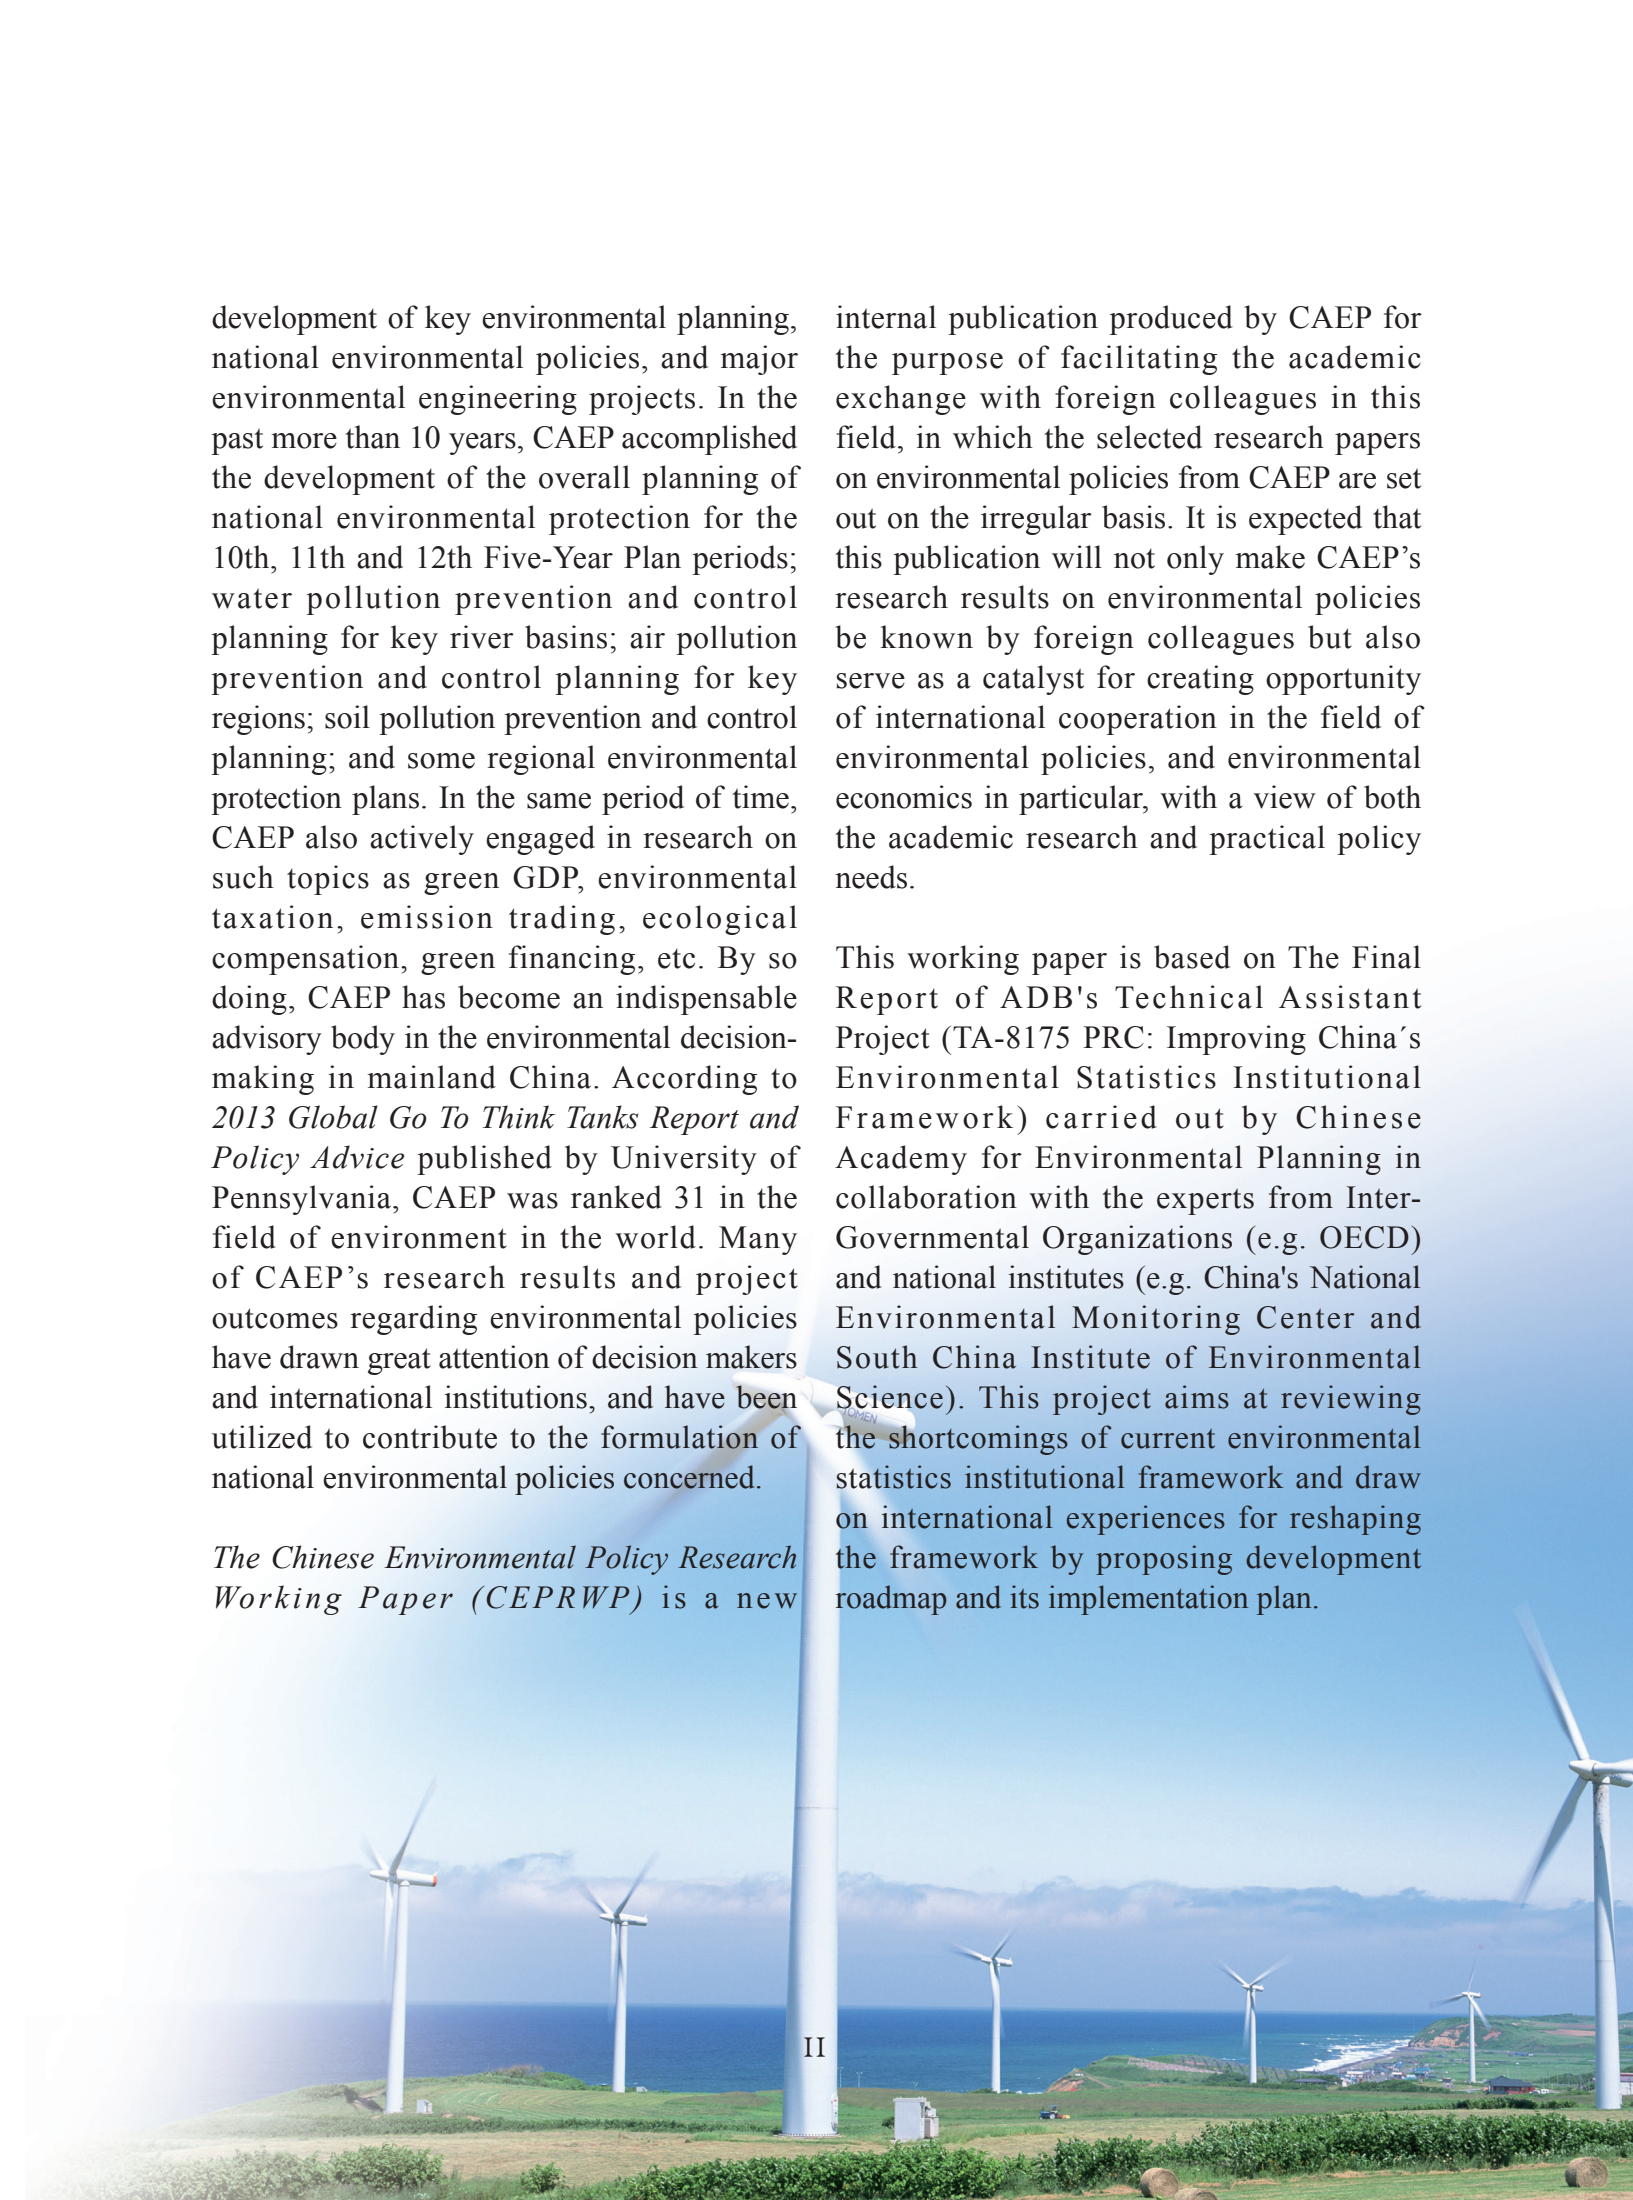 development of key environmental planning,
national environmental policies, and major
environmental engineering projects. In the
past more than 10 years, CAEP accomplished
the development of the overall planning of
national environmental protection for the
10th, 11th and 12th Five-Year Plan periods;
water pollution prevention and control
planning for key river basins; air pollution
prevention and control planning for key
regions; soil pollution prevention and control
planning; and some regional environmental
protection plans. In the same period of time,
CAEP also actively engaged in research on
such topics as green GDP, environmental
taxation, emission trading, ecological
compensation, green financing, etc. By so
doing, CAEP has become an indispensable
advisory body in the environmental decision-
making in mainland China. According to
2013 Global Go To Think Tanks Report and
Policy Advice published by University of
Pennsylvania, CAEP was ranked 31 in the
field of environment in the world. Many
of CAEP’s research results and project
outcomes regarding environmental policies
have drawn great attention of decision makers
and international institutions, and have been
utilized to contribute to the formulation of
national environmental policies concerned.
The Chinese Environmental Policy Research
Working Paper (CEPRWP) is a new
internal publication produced by CAEP for
the purpose of facilitating the academic
exchange with foreign colleagues in this
field, in which the selected research papers
on environmental policies from CAEP are set
out on the irregular basis. It is expected that
this publication will not only make CAEP’s
research results on environmental policies
be known by foreign colleagues but also
serve as a catalyst for creating opportunity
of international cooperation in the field of
environmental policies, and environmental
economics in particular, with a view of both
the academic research and practical policy
needs.
This working paper is based on The Final
Report of ADB's Technical Assistant
Project (TA-8175 PRC: Improving China´s
Environmental Statistics Institutional
Framework) carried out by Chinese
Academy for Environmental Planning in
collaboration with the experts from Inter-
Governmental Organizations (e.g. OECD)
and national institutes (e.g. China's National
Environmental Monitoring Center and
South China Institute of Environmental
Science). This project aims at reviewing
the shortcomings of current environmental
statistics institutional framework and draw
on international experiences for reshaping
the framework by proposing development
roadmap and its implementation plan.
TOMEN
II